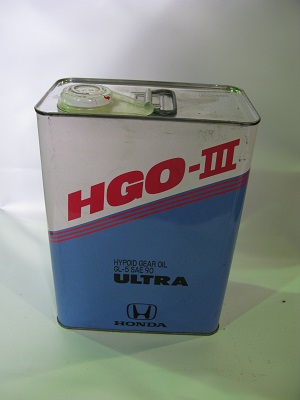 HGO-III
HYPOID GEAR OIL
GL-5 SAE 90
ULTRA
HONDA